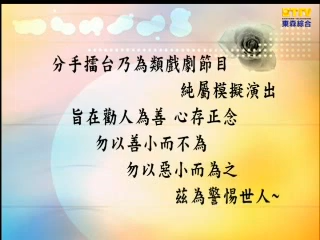 ETTV
東森綜合
分手擂台乃為類戲劇節目
純屬模擬演出
旨在勸人為善 心存正念
勿以善小而不為
勿以惡小而為之
茲為警惕世人~